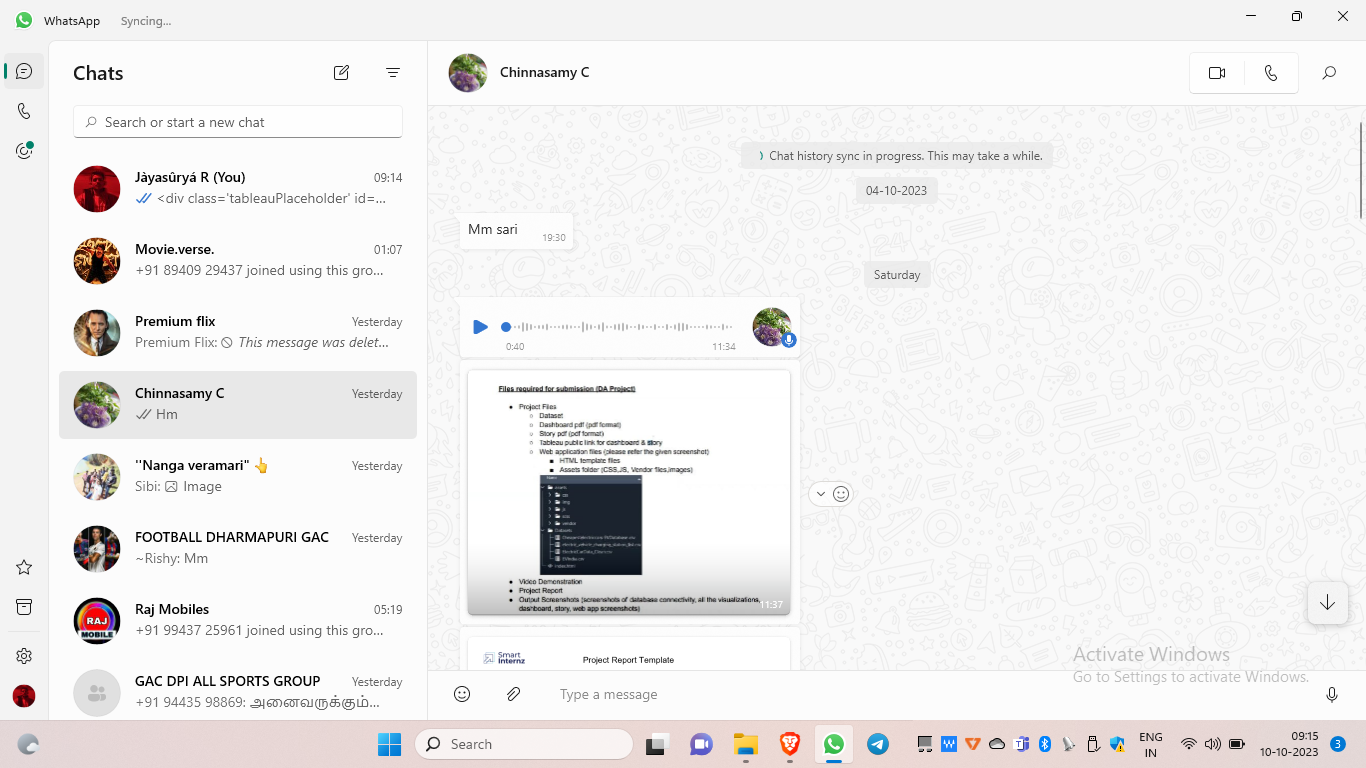 WhatsApp Syncing...
Chats
Search or start a new chat
Jàyasûryá R (You) 09:14
<div class='tableauPlaceholder' id=...
Movie.verse. 01:07
+91 89409 29437 joined using this gro...
Premium flix Yesterday
Premium Flix: This message was delet...
Chinnasamy C Yesterday
Hm
''Nanga veramari" 👆 Yesterday
Sibi: Image
FOOTBALL DHARMAPURI GAC Yesterday
~Rishy: Mm
Raj Mobiles 05:19
+91 99437 25961 joined using this gro...
RAJ
MOBILE
GAC DPI ALL SPORTS GROUP Yesterday
+91 94435 98869: அனைவருக்கும்...
Chinnasamy C
Chat history sync in progress. This may take a while.
04-10-2023
Mm sari 19:30
Saturday
0:40 11:34
Files required for submission (DA Project)
Project Files
Dataset
Dashboard pdf (pdf format)
Story pdf (pdf format)
Tableau public link for dashboard & story
Web application files (please refer the given screenshot)
HTML template files
Assets folder (CSS,JS, Vendor files,images)
Video Demonstration
Project Report
Output Screenshots (screenshots of database connectivity, all the visualizations,
dashboard, story, web app screenshots)
11:37
Smart
Internz
Project Report Template
Activate Windows
Go to Settings to activate Windows.
Type a message
Search
ENG
IN
09:15
10-10-2023
3